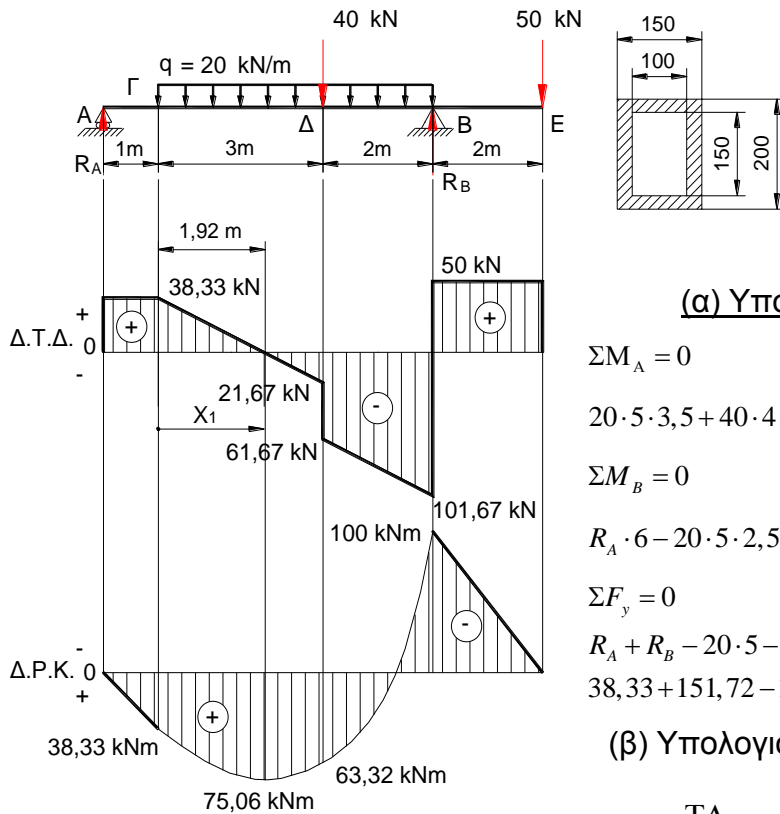 40 kN 50 kN
q = 20 kN/m
Γ
A Δ B E
1m 3m 2m 2m
R_A R_B
150
100
150
200
1,92 m
38,33 kN
50 kN
+
Δ.Τ.Δ. 0
-
+
+
-
21,67 kN
X1
61,67 kN
101,67 kN
100 kNm
-
Δ.Ρ.Κ. 0
+
+
-
38,33 kNm
63,32 kNm
75,06 kNm
(α) Υπο
ΣM_A = 0
20·5·3,5+40·4
ΣM_B = 0
R_A·6−20·5·2,5
ΣF_y = 0
R_A + R_B − 20·5 −
38,33+151,72−
(β) Υπολογι